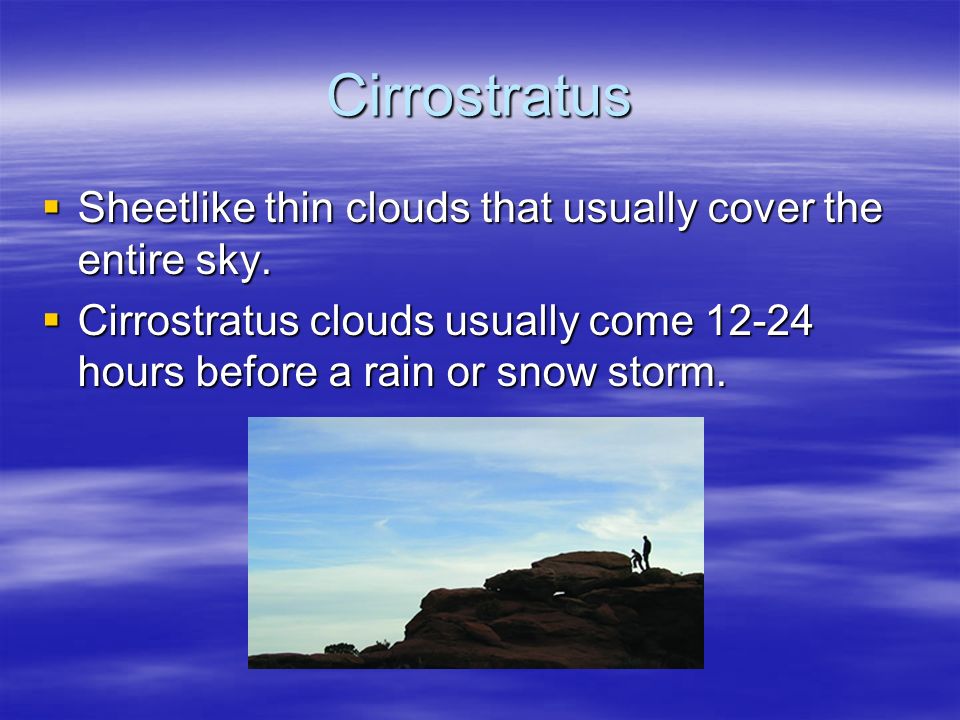 Cirrostratus
▪ Sheetlike thin clouds that usually cover the
entire sky.
▪ Cirrostratus clouds usually come 12-24
hours before a rain or snow storm.